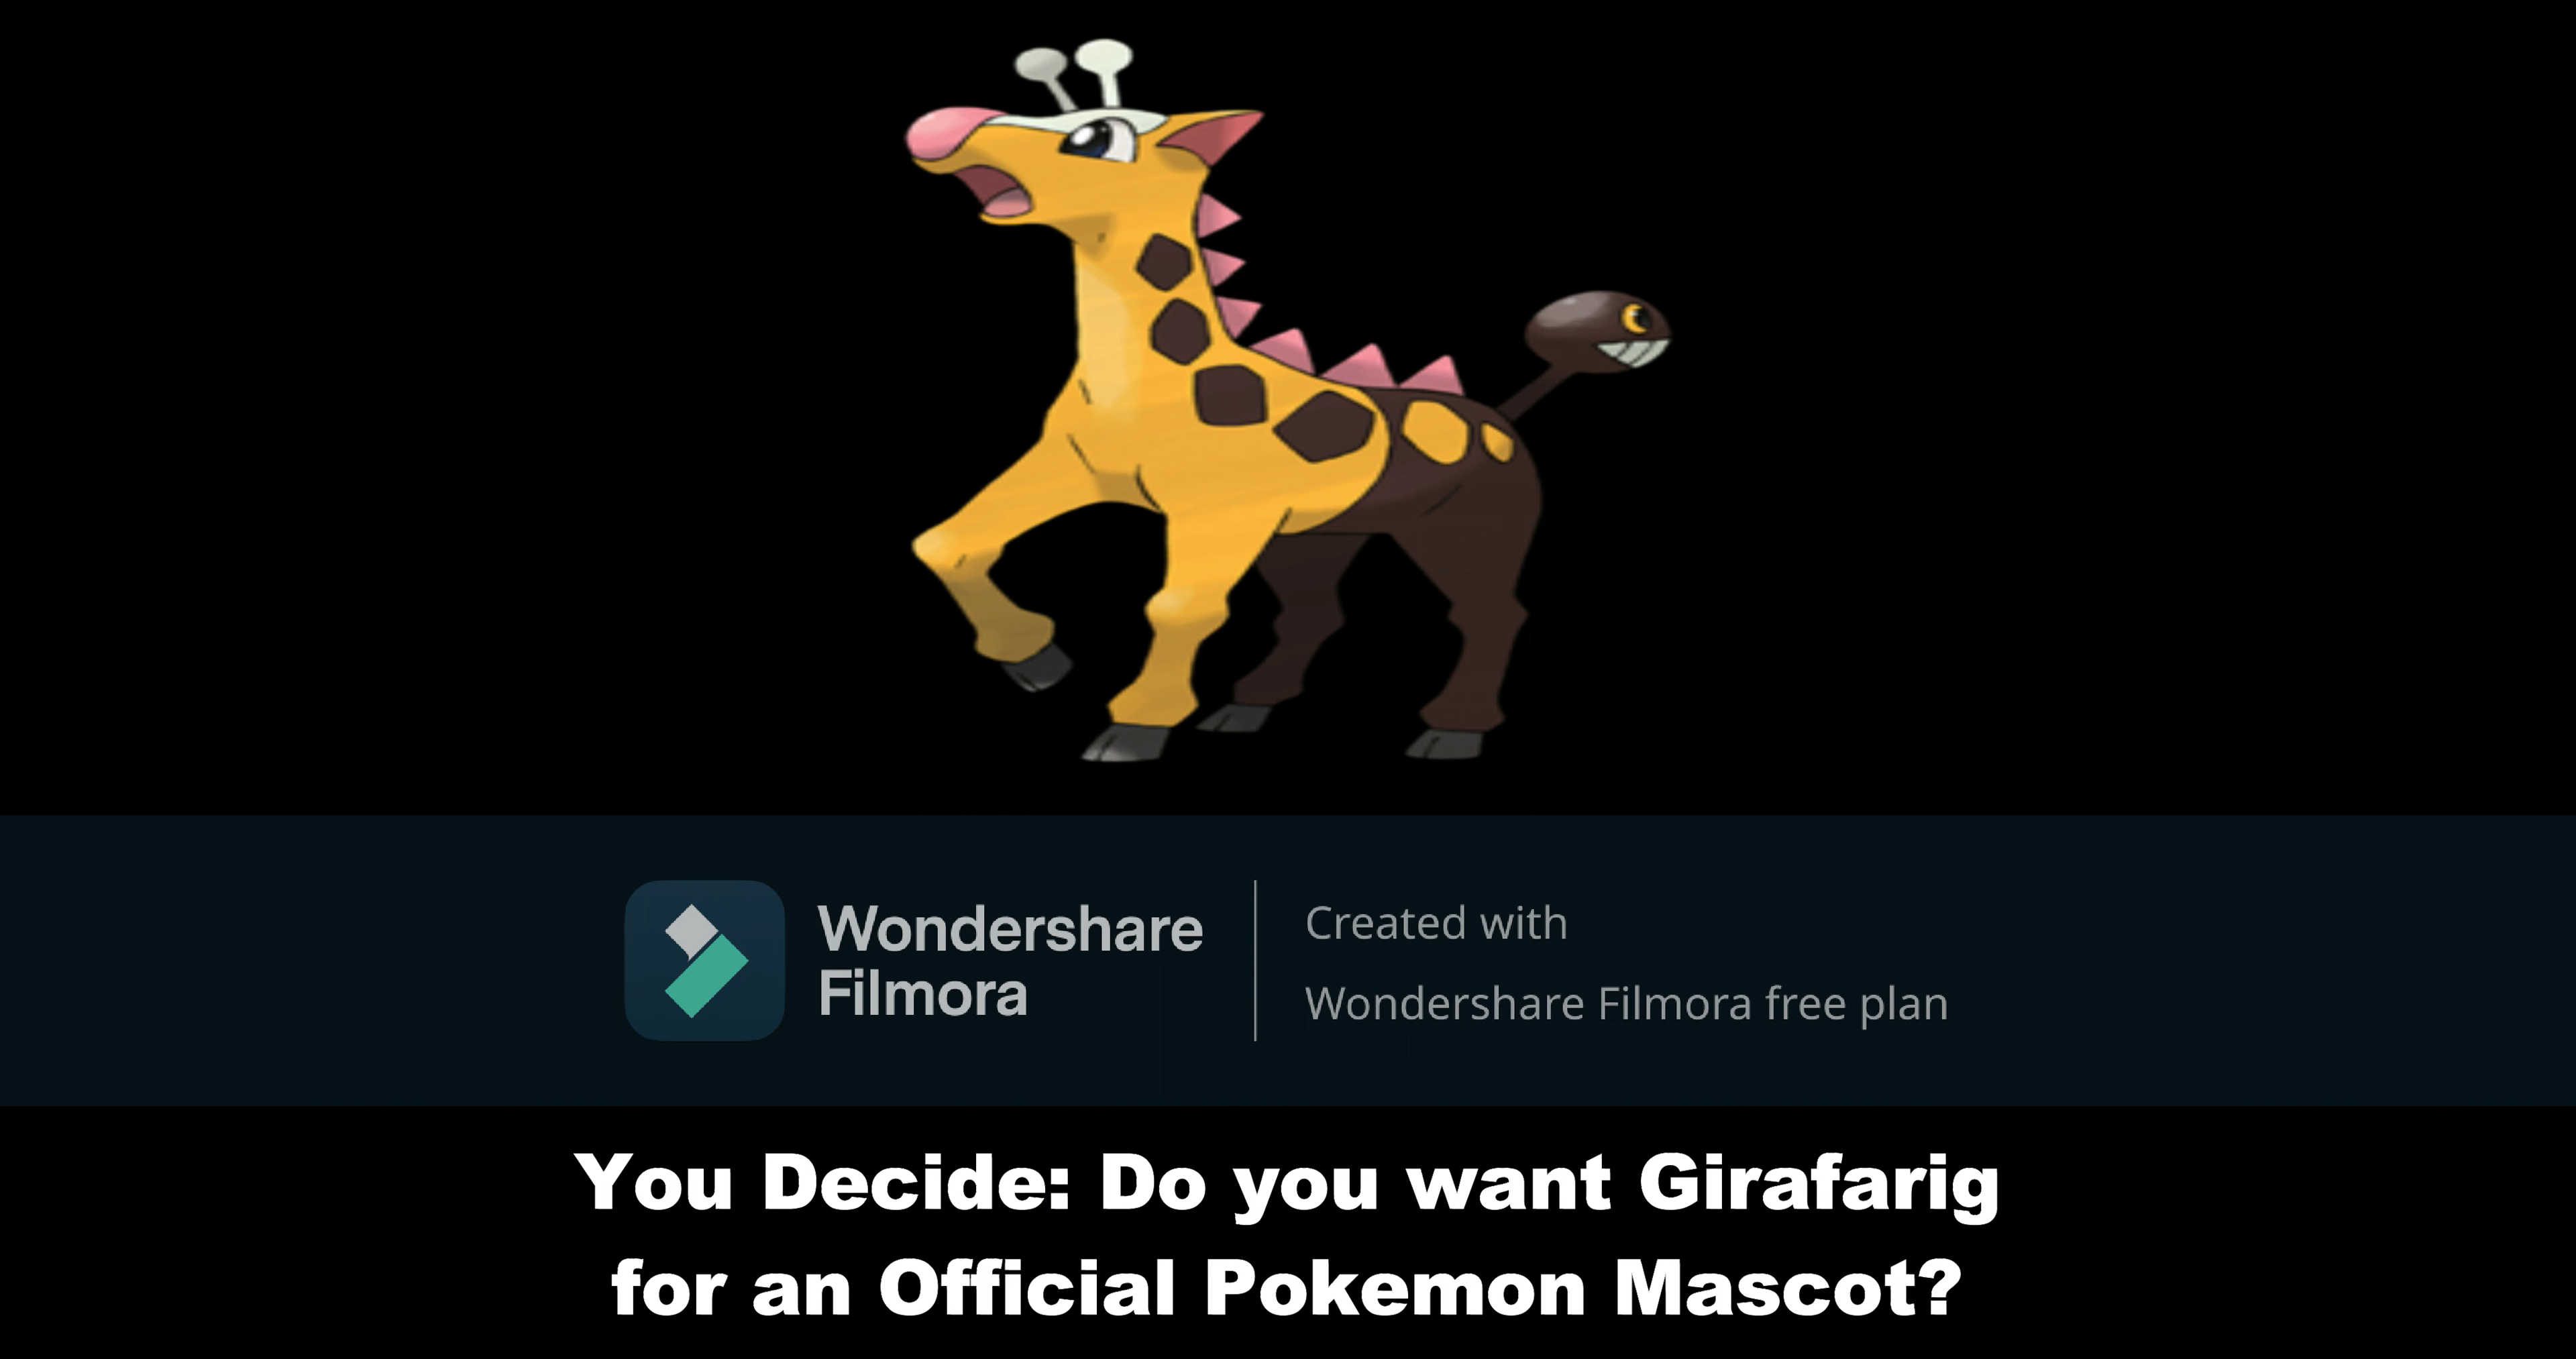 Wondershare
Filmora
Created with
Wondershare Filmora free plan
You Decide: Do you want Girafarig
for an Official Pokemon Mascot?